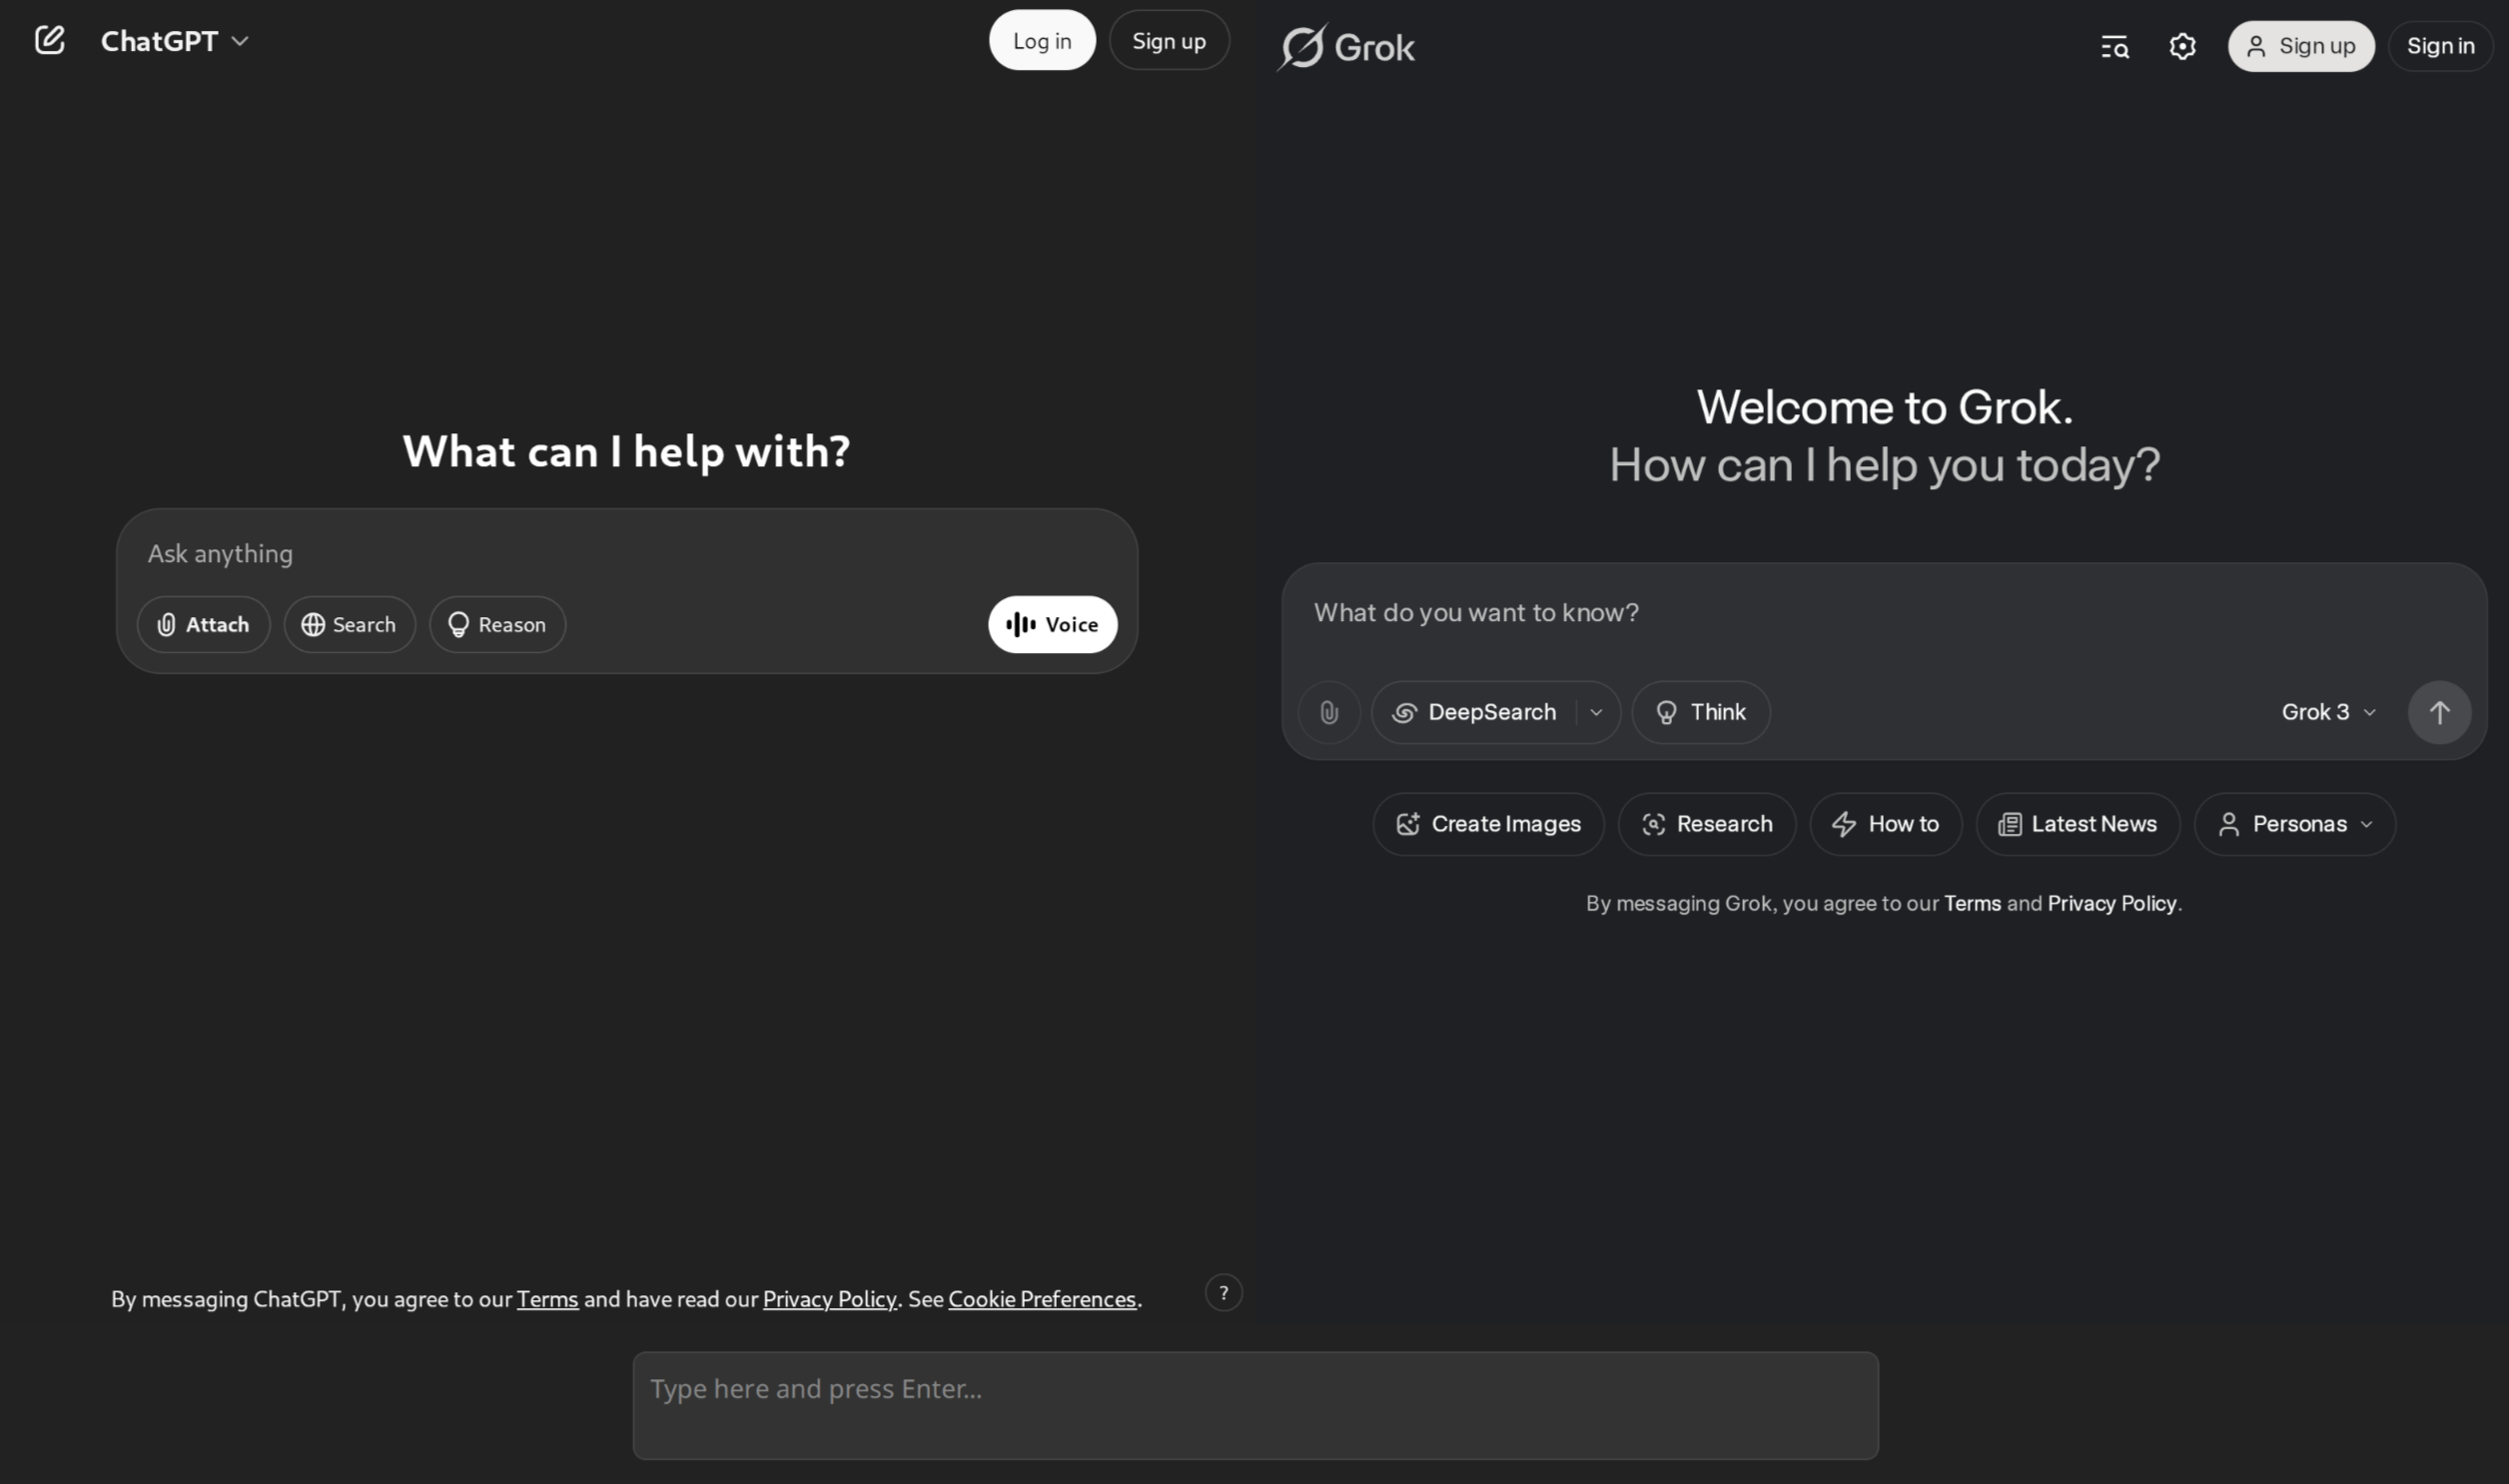 ChatGPT
Log in
Sign up
What can I help with?
Ask anything
Attach
Search
Reason
Voice
By messaging ChatGPT, you agree to our Terms and have read our Privacy Policy. See Cookie Preferences.
?
Grok
Sign up
Sign in
Welcome to Grok.
How can I help you today?
What do you want to know?
DeepSearch
Think
Grok 3
Create Images
Research
How to
Latest News
Personas
By messaging Grok, you agree to our Terms and Privacy Policy.
Type here and press Enter...